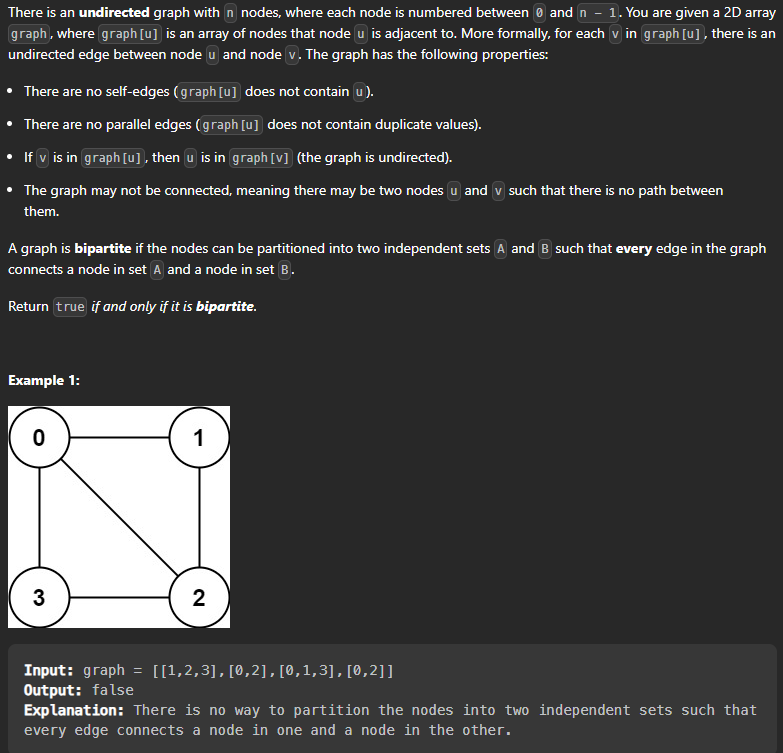 There is an undirected graph with n nodes, where each node is numbered between 0 and n - 1. You are given a 2D array
graph, where graph[u] is an array of nodes that node u is adjacent to. More formally, for each v in graph[u], there is an
undirected edge between node u and node v. The graph has the following properties:
• There are no self-edges (graph[u] does not contain u).
• There are no parallel edges (graph[u] does not contain duplicate values).
• If v is in graph[u], then u is in graph[v] (the graph is undirected).
• The graph may not be connected, meaning there may be two nodes u and v such that there is no path between
them.
A graph is bipartite if the nodes can be partitioned into two independent sets A and B such that every edge in the graph
connects a node in set A and a node in set B.
Return true if and only if it is bipartite.
Example 1:
0 1
3 2
Input: graph = [[1,2,3],[0,2],[0,1,3],[0,2]]
Output: false
Explanation: There is no way to partition the nodes into two independent sets such that
every edge connects a node in one and a node in the other.